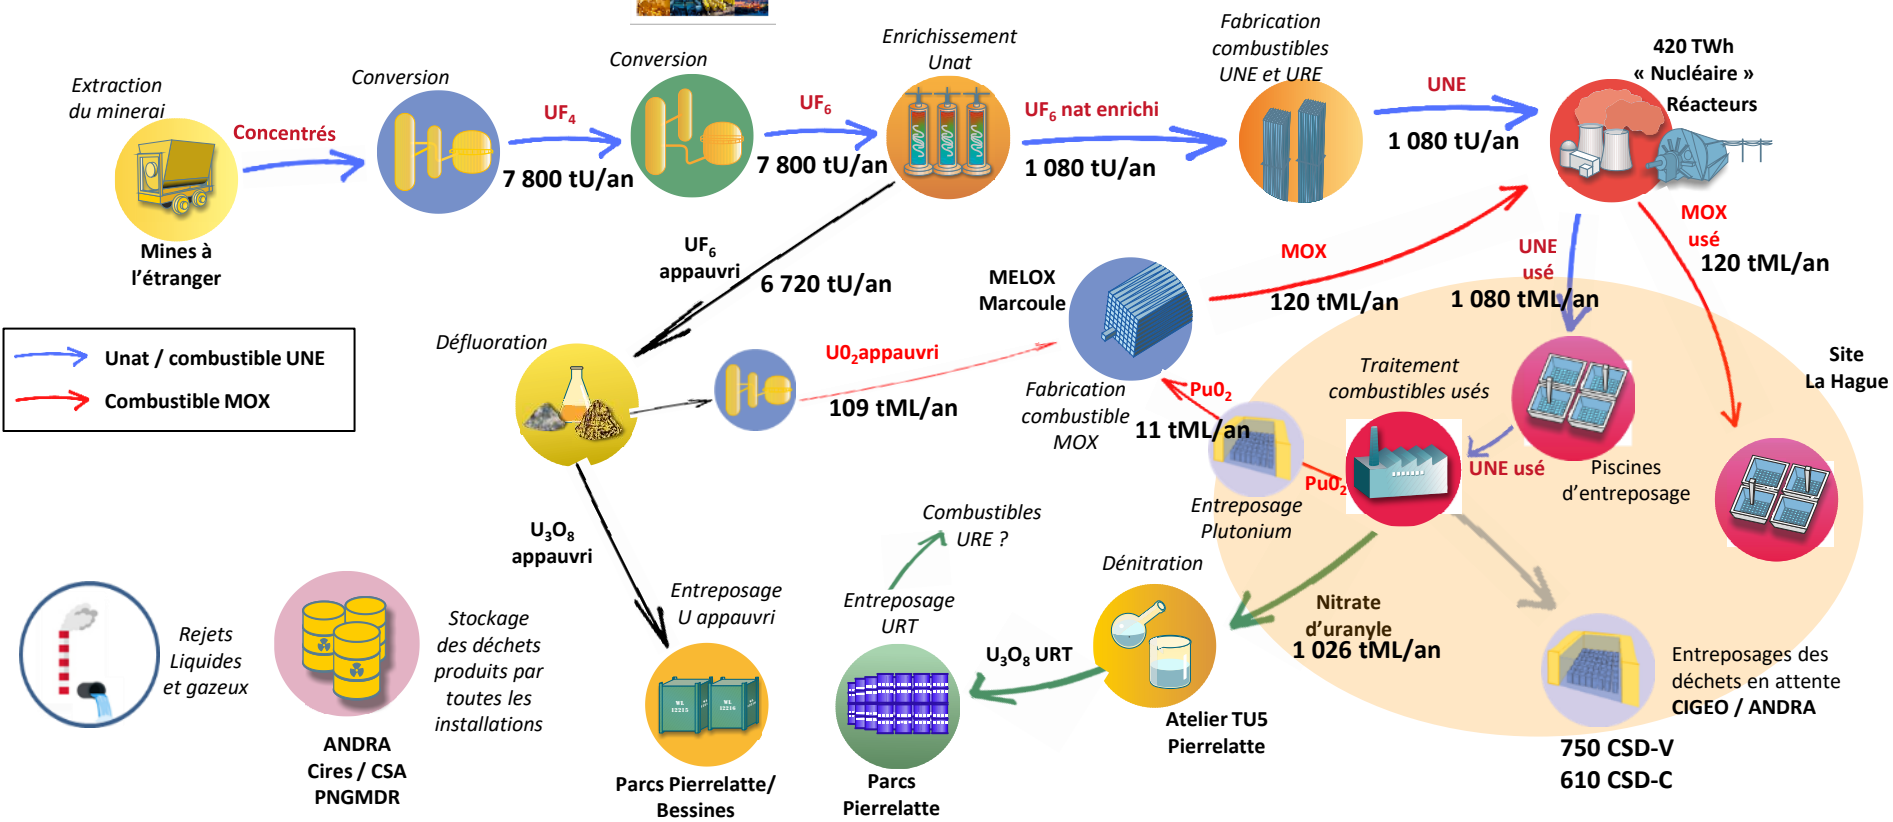 Extraction
du minerai
Mines à
l'étranger
Concentrés
Conversion
UF4
7 800 tU/an
Conversion
UF6
7 800 tU/an
Enrichissement
Unat
UF6 nat enrichi
1 080 tU/an
Fabrication
combustibles
UNE et URE
UNE
1 080 tU/an
420 TWh
« Nucléaire »
Réacteurs
UF6
appauvri
6 720 tU/an
MELOX
Marcoule
MOX
120 tML/an
UNE
usé
1 080 tML/an
MOX
usé
120 tML/an
Unat / combustible UNE
Combustible MOX
Défluoration
U02appauvri
109 tML/an
Fabrication
combustible
MOX
Pu02
11 tML/an
Traitement
combustibles usés
Site
La Hague
UNE usé
Piscines
d'entreposage
Pu02
Entreposage
Plutonium
U3O8
appauvri
Combustibles
URE ?
Dénitration
Nitrate
d'uranyle
1 026 tML/an
Entreposage
U appauvri
WL
12215
WL
12216
Parcs Pierrelatte/
Bessines
Entreposage
URT
U3O8 URT
Parcs
Pierrelatte
Atelier TU5
Pierrelatte
Entreposages des
déchets en attente
CIGEO / ANDRA
750 CSD-V
610 CSD-C
Rejets
Liquides
et gazeux
Stockage
des déchets
produits par
toutes les
installations
ANDRA
Cires / CSA
PNGMDR